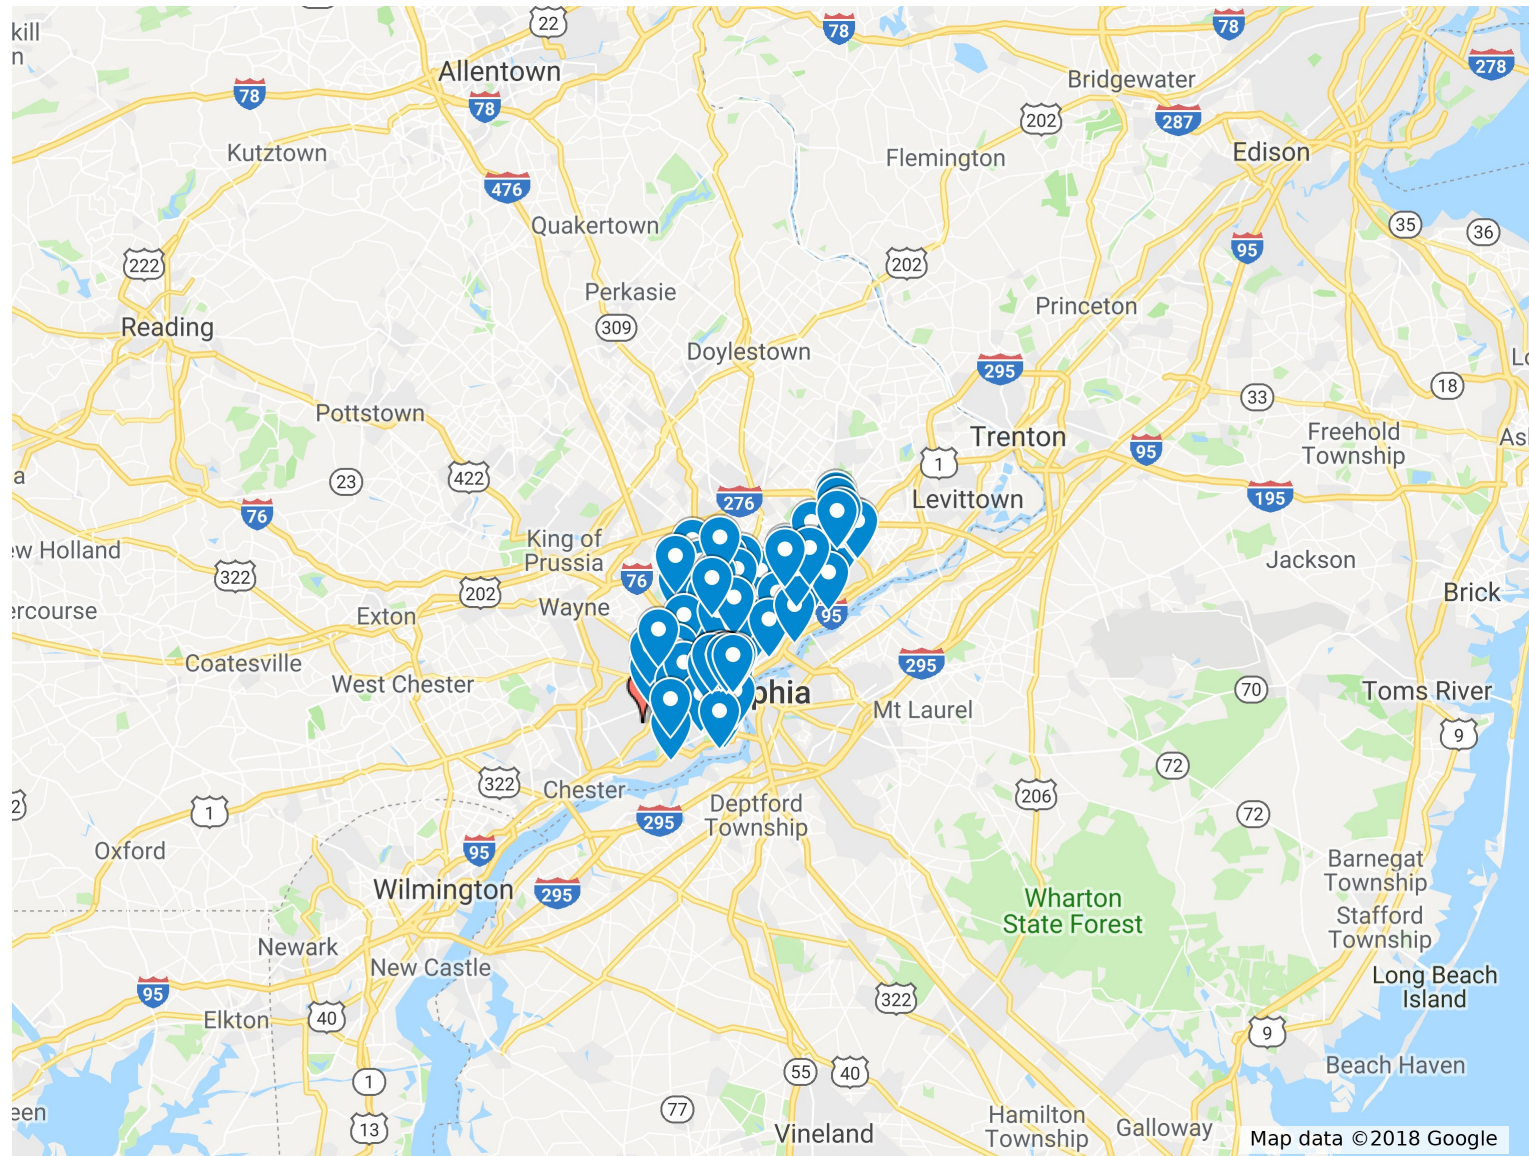 kill
n
22
78
78
278
Allentown
78
78
Bridgewater
202
287
Kutztown
Flemington
Edison
476
Quakertown
35
36
95
222
202
Perkasie
Princeton
309
Reading
Doylestown
295
18
33
Pottstown
Trenton
Freehold
Township
95
1
a
23
422
276
Levittown
195
76
King of
Prussia
ew Holland
Jackson
322
76
202
Brick
ercourse
Exton
Wayne
95
Coatesville
295
West Chester
phia
70
Toms River
Mt Laurel
9
72
322
Chester
206
2
1
Deptford
Township
295
72
Oxford
95
Barnegat
Township
Wilmington
295
Wharton
State Forest
Stafford
Township
Newark
New Castle
Long Beach
Island
95
322
Elkton
40
9
Beach Haven
55
40
1
een
77
13
Vineland
Hamilton
Township
Galloway
Map data ©2018 Google